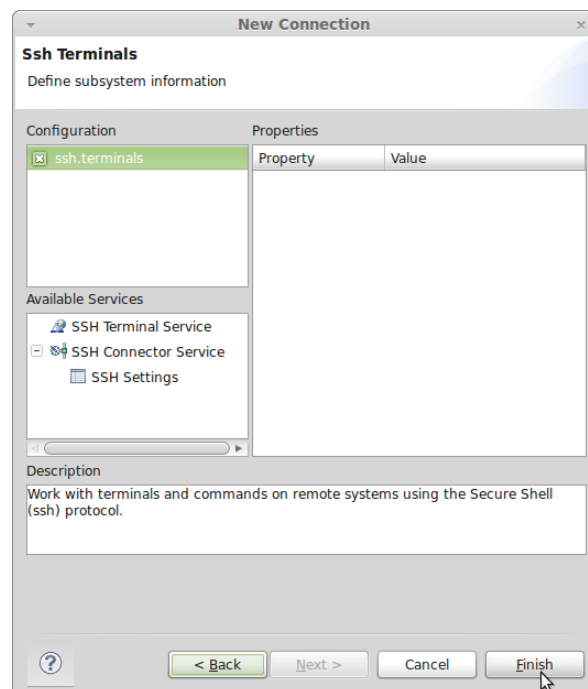 New Connection
Ssh Terminals
Define subsystem information
Configuration
Properties
ssh.terminals
Property
Value
Available Services
SSH Terminal Service
SSH Connector Service
SSH Settings
Description
Work with terminals and commands on remote systems using the Secure Shell
(ssh) protocol.
?
< Back
Next >
Cancel
Finish